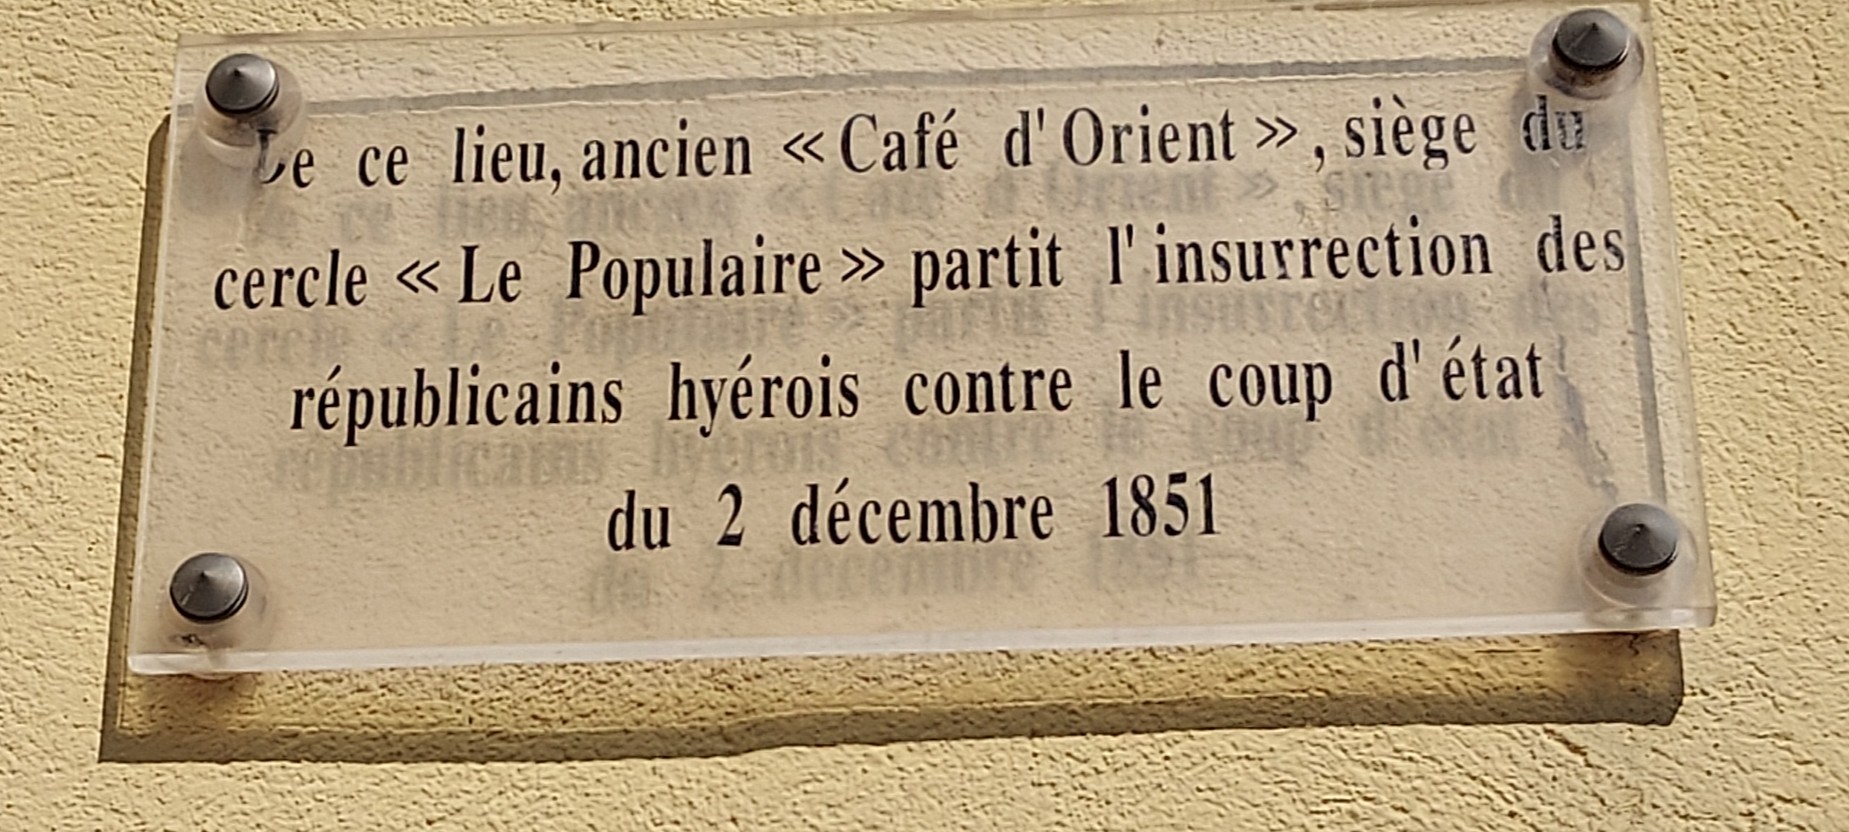 De ce lieu, ancien « Café d'Orient », siège du
cercle « Le Populaire » partit l'insurrection des
républicains hyérois contre le coup d'état
du 2 décembre 1851